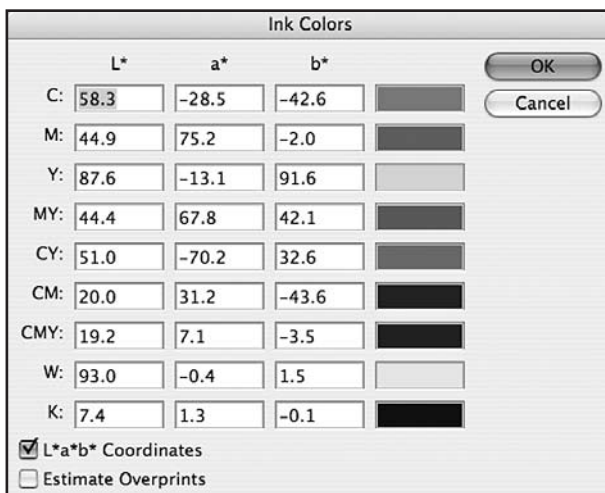 Ink Colors
L* a* b* OK
C: 58.3 -28.5 -42.6 Cancel
M: 44.9 75.2 -2.0
Y: 87.6 -13.1 91.6
MY: 44.4 67.8 42.1
CY: 51.0 -70.2 32.6
CM: 20.0 31.2 -43.6
CMY: 19.2 7.1 -3.5
W: 93.0 -0.4 1.5
K: 7.4 1.3 -0.1
L*a*b* Coordinates
Estimate Overprints